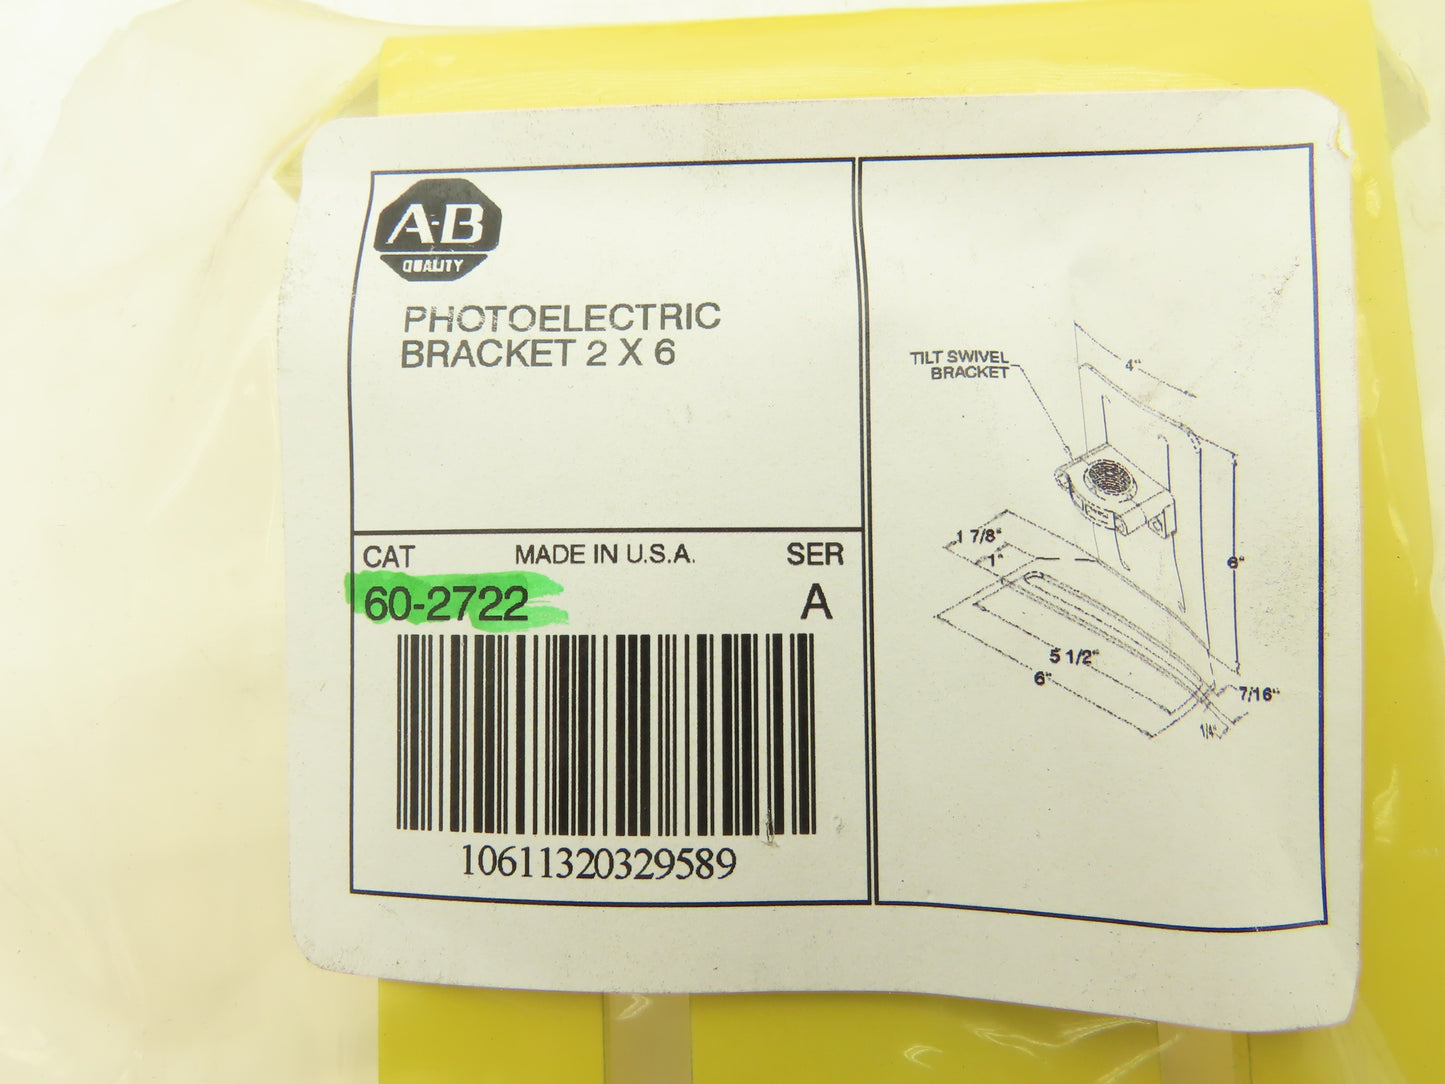 A-B
QUALITY
PHOTOELECTRIC
BRACKET 2 X 6
CAT MADE IN U.S.A. SER
60-2722 A
10611320329589
TILT SWIVEL
BRACKET
4"
1 7/8"
1"
6"
5 1/2"
6"
7/16"
1/4"